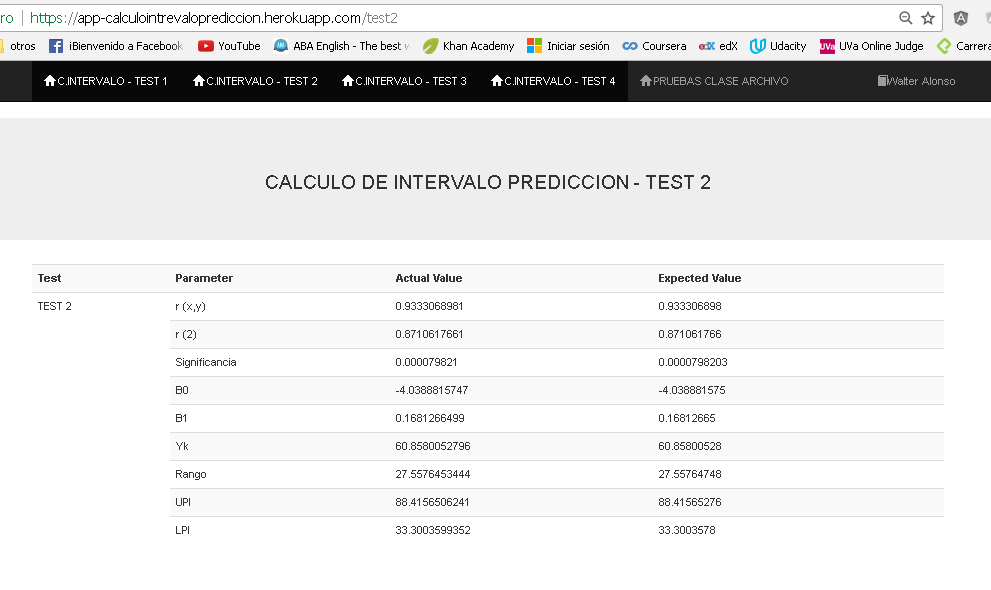 ro https://app-calculointrevaloprediccion.herokuapp.com/test2
otros iBienvenido a Facebook YouTube ABA English - The best Khan Academy Iniciar sesión Coursera edX edX Udacity UVa UVa Online Judge Carrera
C.INTERVALO - TEST 1 C.INTERVALO - TEST 2 C.INTERVALO - TEST 3 C.INTERVALO - TEST 4 PRUEBAS CLASE ARCHIVO Walter Alonso
CALCULO DE INTERVALO PREDICCION - TEST 2
Test Parameter Actual Value Expected Value
TEST 2 r (x,y) 0.9333068981 0.933306898
r (2) 0.8710617661 0.871061766
Significancia 0.000079821 0.0000798203
B0 -4.0388815747 -4.038881575
B1 0.1681266499 0.16812665
Yk 60.8580052796 60.85800528
Rango 27.5576453444 27.55764748
UPI 88.4156506241 88.41565276
LPI 33.3003599352 33.3003578